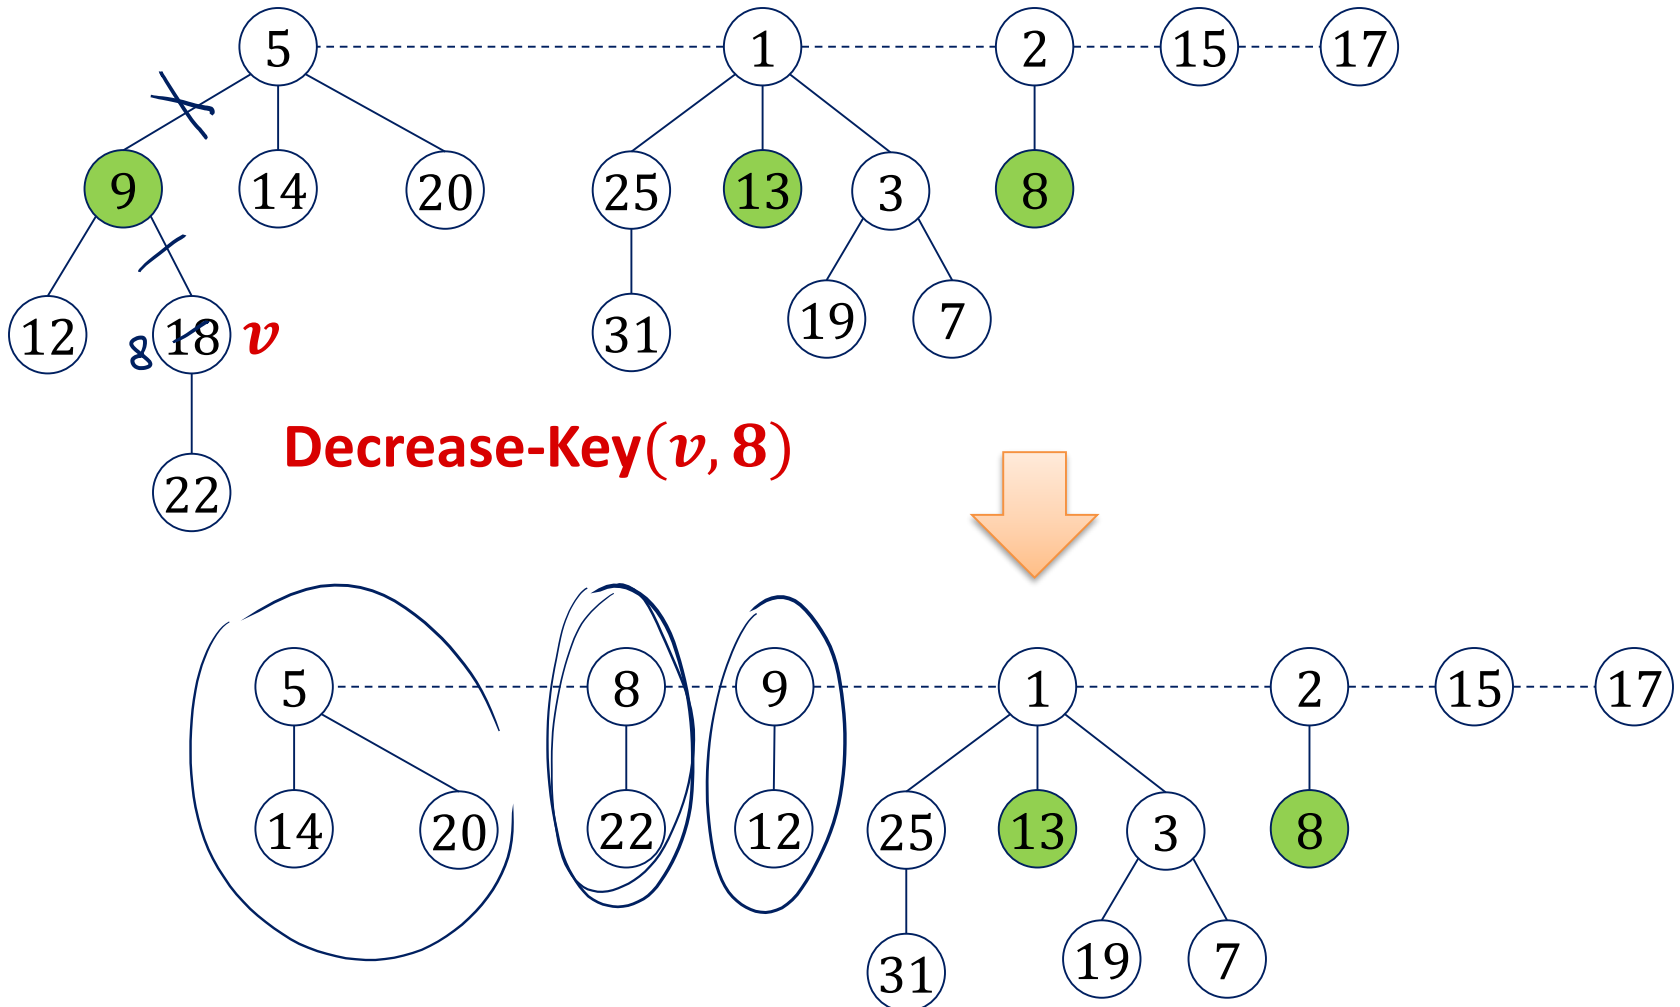 5 1 2 15 17
9 14 20 25 13 3 8
12 8 18 v 31 19 7
22
Decrease-Key(v, 8)
5 8 9 1 2 15 17
14 20 22 12 25 13 3 8
31 19 7